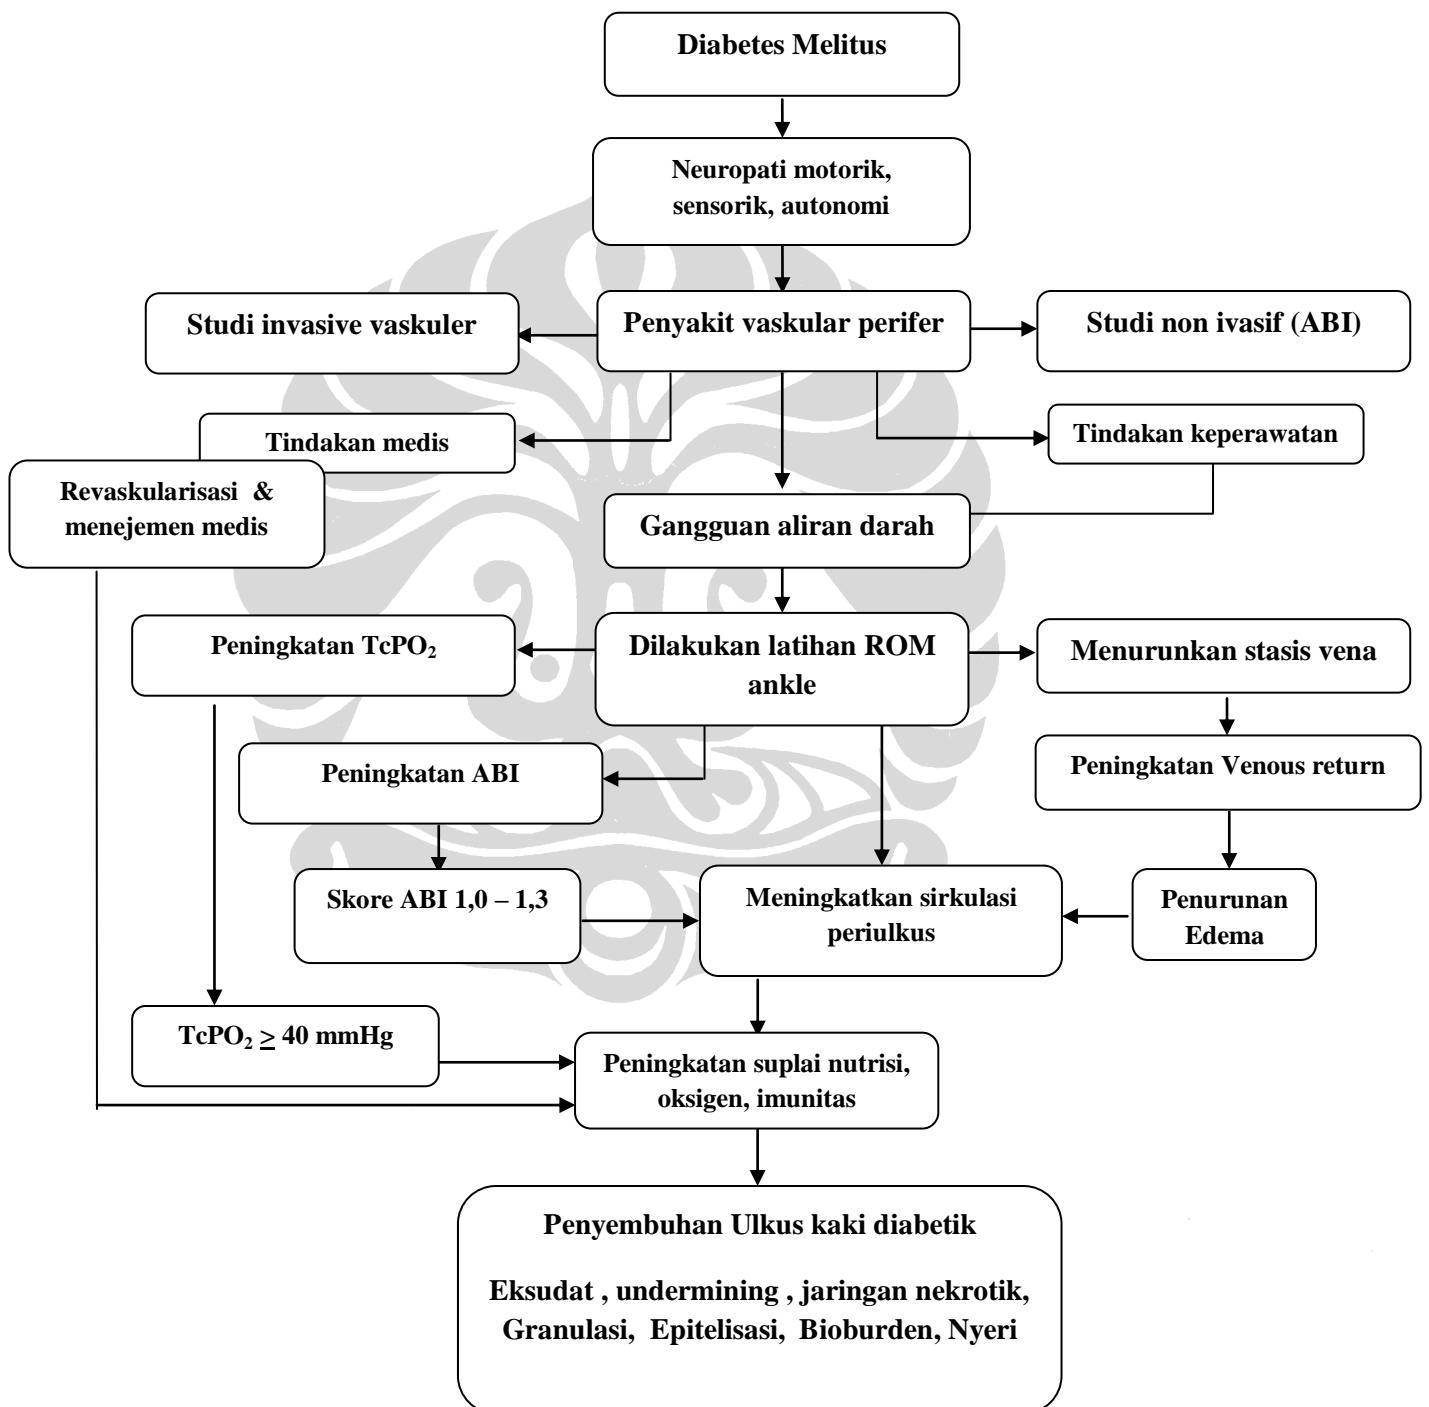 Diabetes Melitus
Neuropati motorik,
sensorik, autonomi
Studi invasive vaskuler
Penyakit vaskular perifer
Studi non ivasif (ABI)
Tindakan medis
Tindakan keperawatan
Revaskularisasi &
menejemen medis
Gangguan aliran darah
Peningkatan TcPO₂
Dilakukan latihan ROM
ankle
Menurunkan stasis vena
Peningkatan ABI
Peningkatan Venous return
Skore ABI 1,0 – 1,3
Meningkatkan sirkulasi
periulkus
Penurunan
Edema
TcPO₂ ≥ 40 mmHg
Peningkatan suplai nutrisi,
oksigen, imunitas
Penyembuhan Ulkus kaki diabetik
Eksudat , undermining , jaringan nekrotik,
Granulasi, Epitelisasi, Bioburden, Nyeri